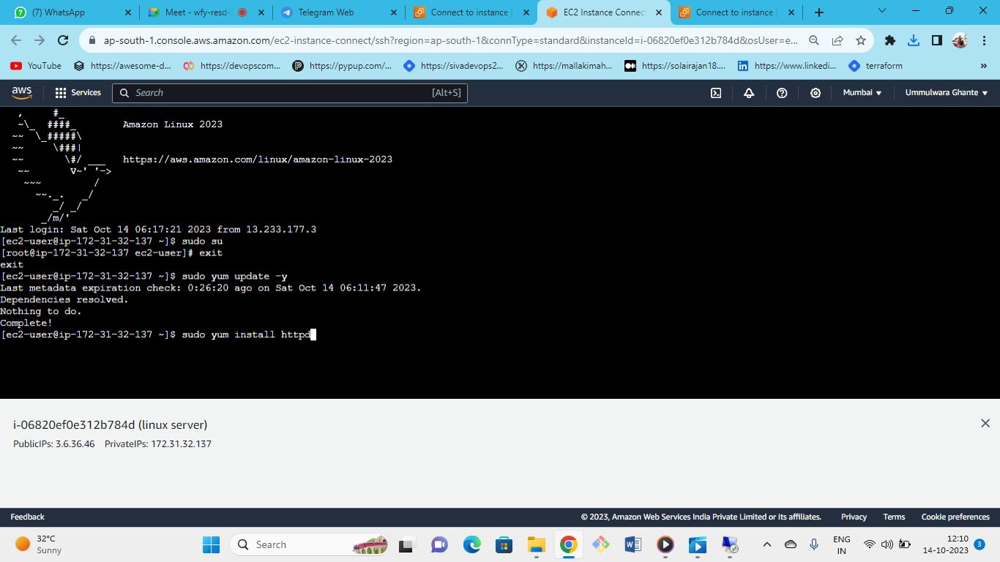 (7) WhatsApp
Meet - wfy-resd-
Telegram Web
Connect to instance
EC2 Instance Connect
Connect to instance
ap-south-1.console.aws.amazon.com/ec2-instance-connect/ssh?region=ap-south-1&connType=standard&instanceId=i-06820ef0e312b784d&osUser=e...
YouTube
https://awesome-d...
https://devopscom...
https://pypup.com/...
https://sivadevops2...
https://mallakimah...
https://solairajan18....
https://www.linkedi...
terraform
»
aws
Services
Search
[Alt+S]
Mumbai
Ummulwara Ghante
   ,     #_
   ~\_  ####_        Amazon Linux 2023
  ~~  \_#####\
  ~~     \###|
  ~~       \#/ ___   https://aws.amazon.com/linux/amazon-linux-2023
   ~~       V~' '->
    ~~~         /
      ~~._.   _/
         _/ _/
       _/m/'
Last login: Sat Oct 14 06:17:21 2023 from 13.233.177.3
[ec2-user@ip-172-31-32-137 ~]$ sudo su
[root@ip-172-31-32-137 ec2-user]# exit
exit
[ec2-user@ip-172-31-32-137 ~]$ sudo yum update -y
Last metadata expiration check: 0:26:20 ago on Sat Oct 14 06:11:47 2023.
Dependencies resolved.
Nothing to do.
Complete!
[ec2-user@ip-172-31-32-137 ~]$ sudo yum install httpd
i-06820ef0e312b784d (linux server)
PublicIPs: 3.6.36.46 PrivateIPs: 172.31.32.137
Feedback
© 2023, Amazon Web Services India Private Limited or its affiliates.
Privacy
Terms
Cookie preferences
32°C
Sunny
Search
ENG
IN
12:10
14-10-2023
3